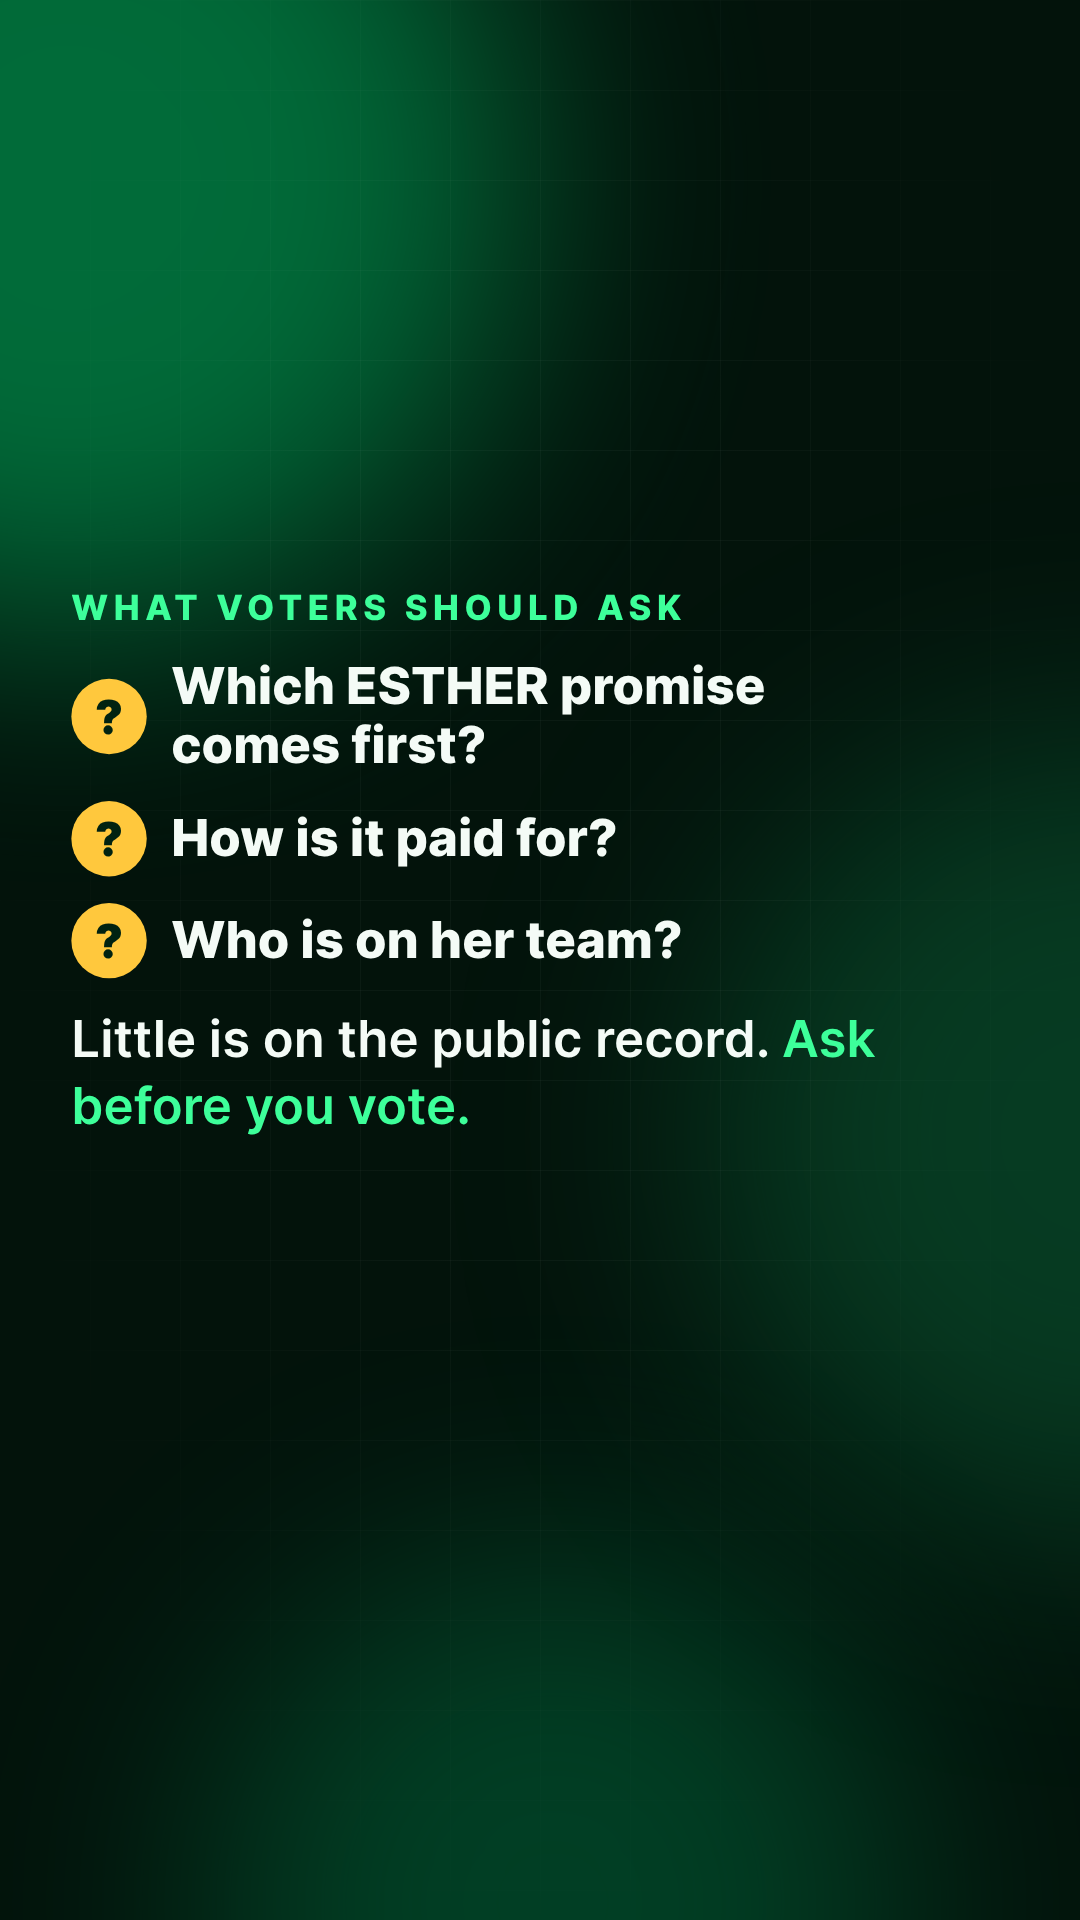 WHAT VOTERS SHOULD ASK
? Which ESTHER promise
comes first?
? How is it paid for?
? Who is on her team?
Little is on the public record. Ask
before you vote.